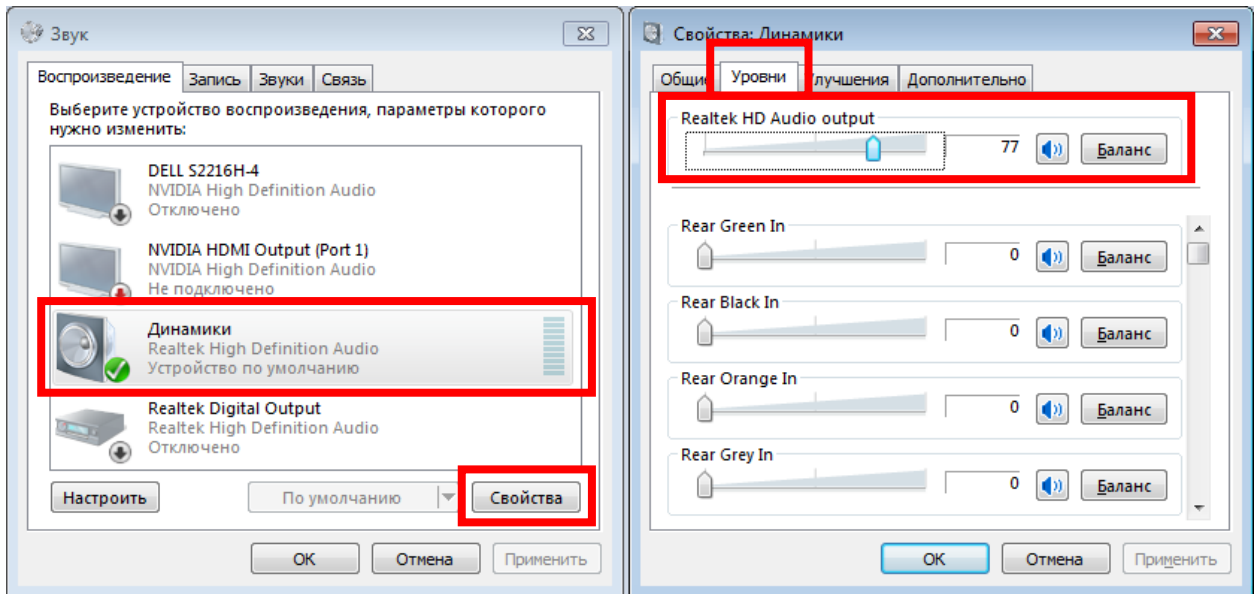 Звук
Воспроизведение Запись Звуки Связь
Выберите устройство воспроизведения, параметры которого
нужно изменить:
DELL S2216H-4
NVIDIA High Definition Audio
Отключено
NVIDIA HDMI Output (Port 1)
NVIDIA High Definition Audio
Не подключено
Динамики
Realtek High Definition Audio
Устройство по умолчанию
Realtek Digital Output
Realtek High Definition Audio
Отключено
Настроить По умолчанию Свойства
ОК Отмена Применить
Свойства: Динамики
Общие Уровни Улучшения Дополнительно
Realtek HD Audio output
77 Баланс
Rear Green In
0 Баланс
Rear Black In
0 Баланс
Rear Orange In
0 Баланс
Rear Grey In
0 Баланс
ОК Отмена Применить